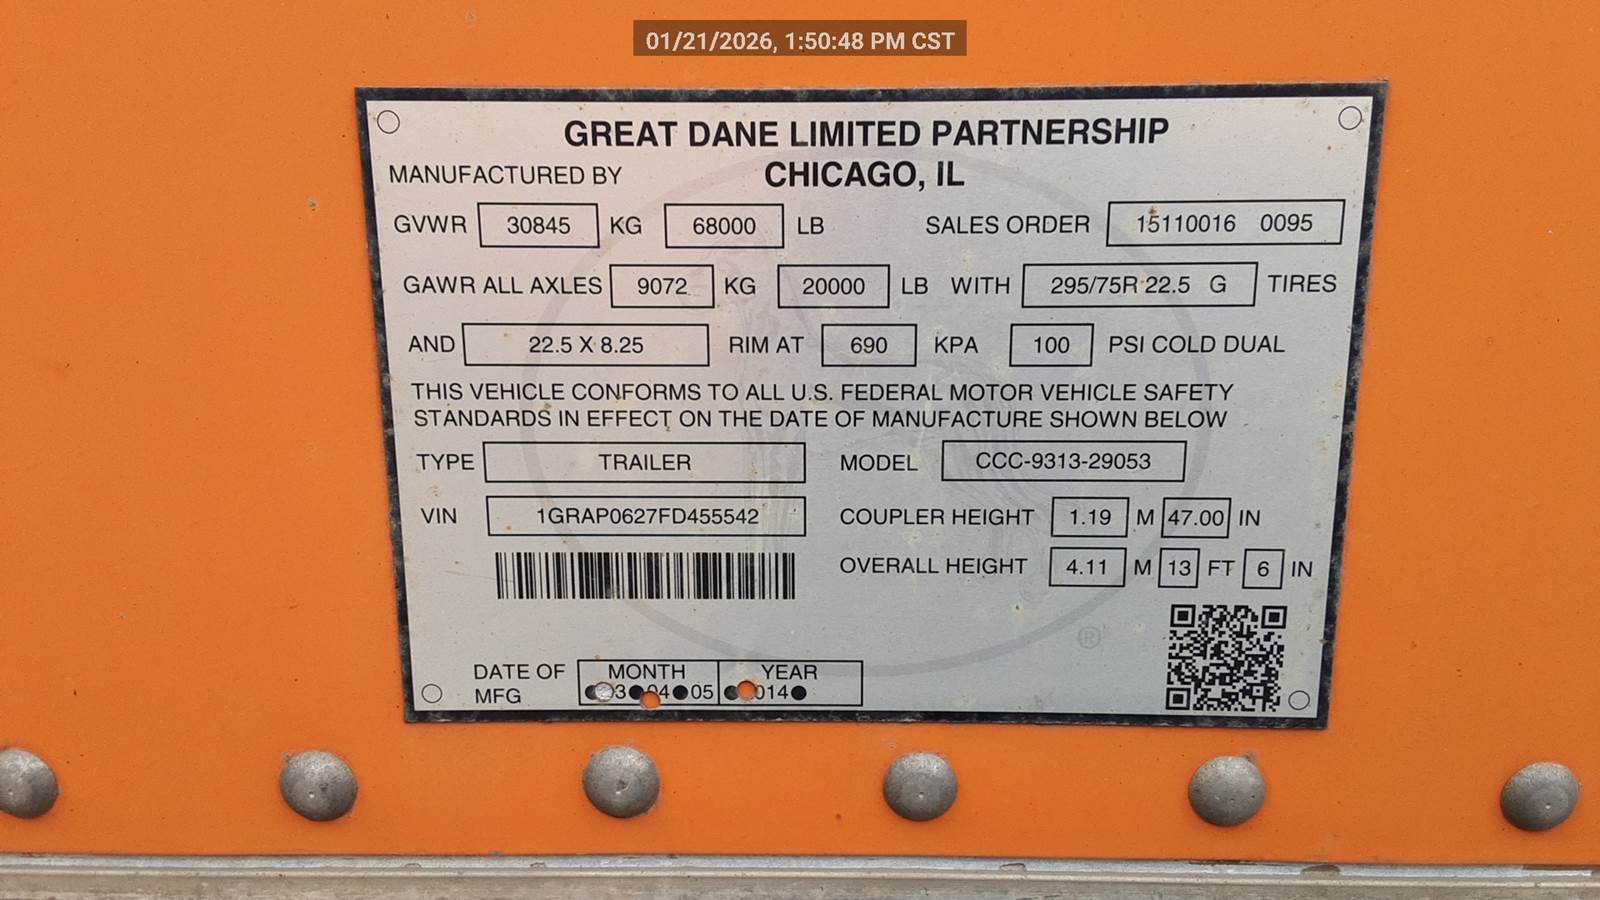 01/21/2026, 1:50:48 PM CST
GREAT DANE LIMITED PARTNERSHIP
MANUFACTURED BY CHICAGO, IL
GVWR 30845 KG 68000 LB SALES ORDER 15110016 0095
GAWR ALL AXLES 9072 KG 20000 LB WITH 295/75R 22.5 G TIRES
AND 22.5 X 8.25 RIM AT 690 KPA 100 PSI COLD DUAL
THIS VEHICLE CONFORMS TO ALL U.S. FEDERAL MOTOR VEHICLE SAFETY
STANDARDS IN EFFECT ON THE DATE OF MANUFACTURE SHOWN BELOW
TYPE TRAILER MODEL CCC-9313-29053
VIN 1GRAP0627FD455542 COUPLER HEIGHT 1.19 M 47.00 IN
OVERALL HEIGHT 4.11 M 13 FT 6 IN
®
DATE OF MFG MONTH YEAR
3●04●05 014●